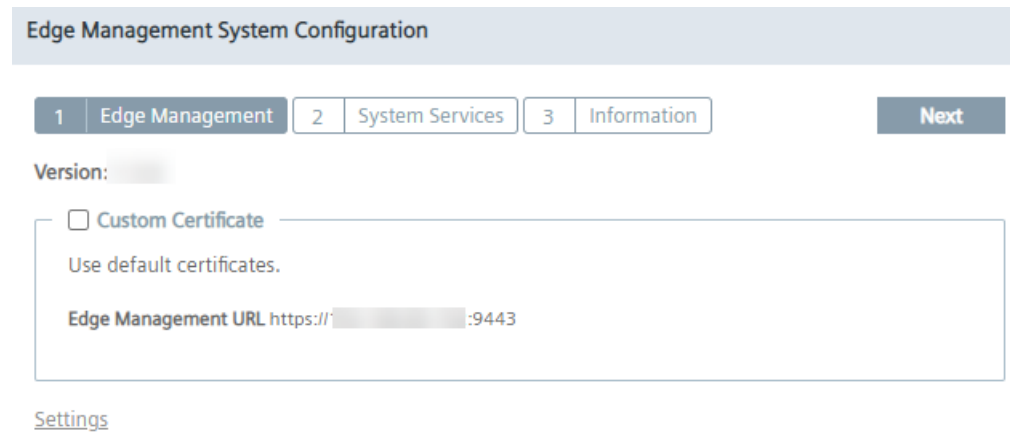 Edge Management System Configuration
1 Edge Management 2 System Services 3 Information Next
Version:
Custom Certificate
Use default certificates.
Edge Management URL https:// :9443
Settings